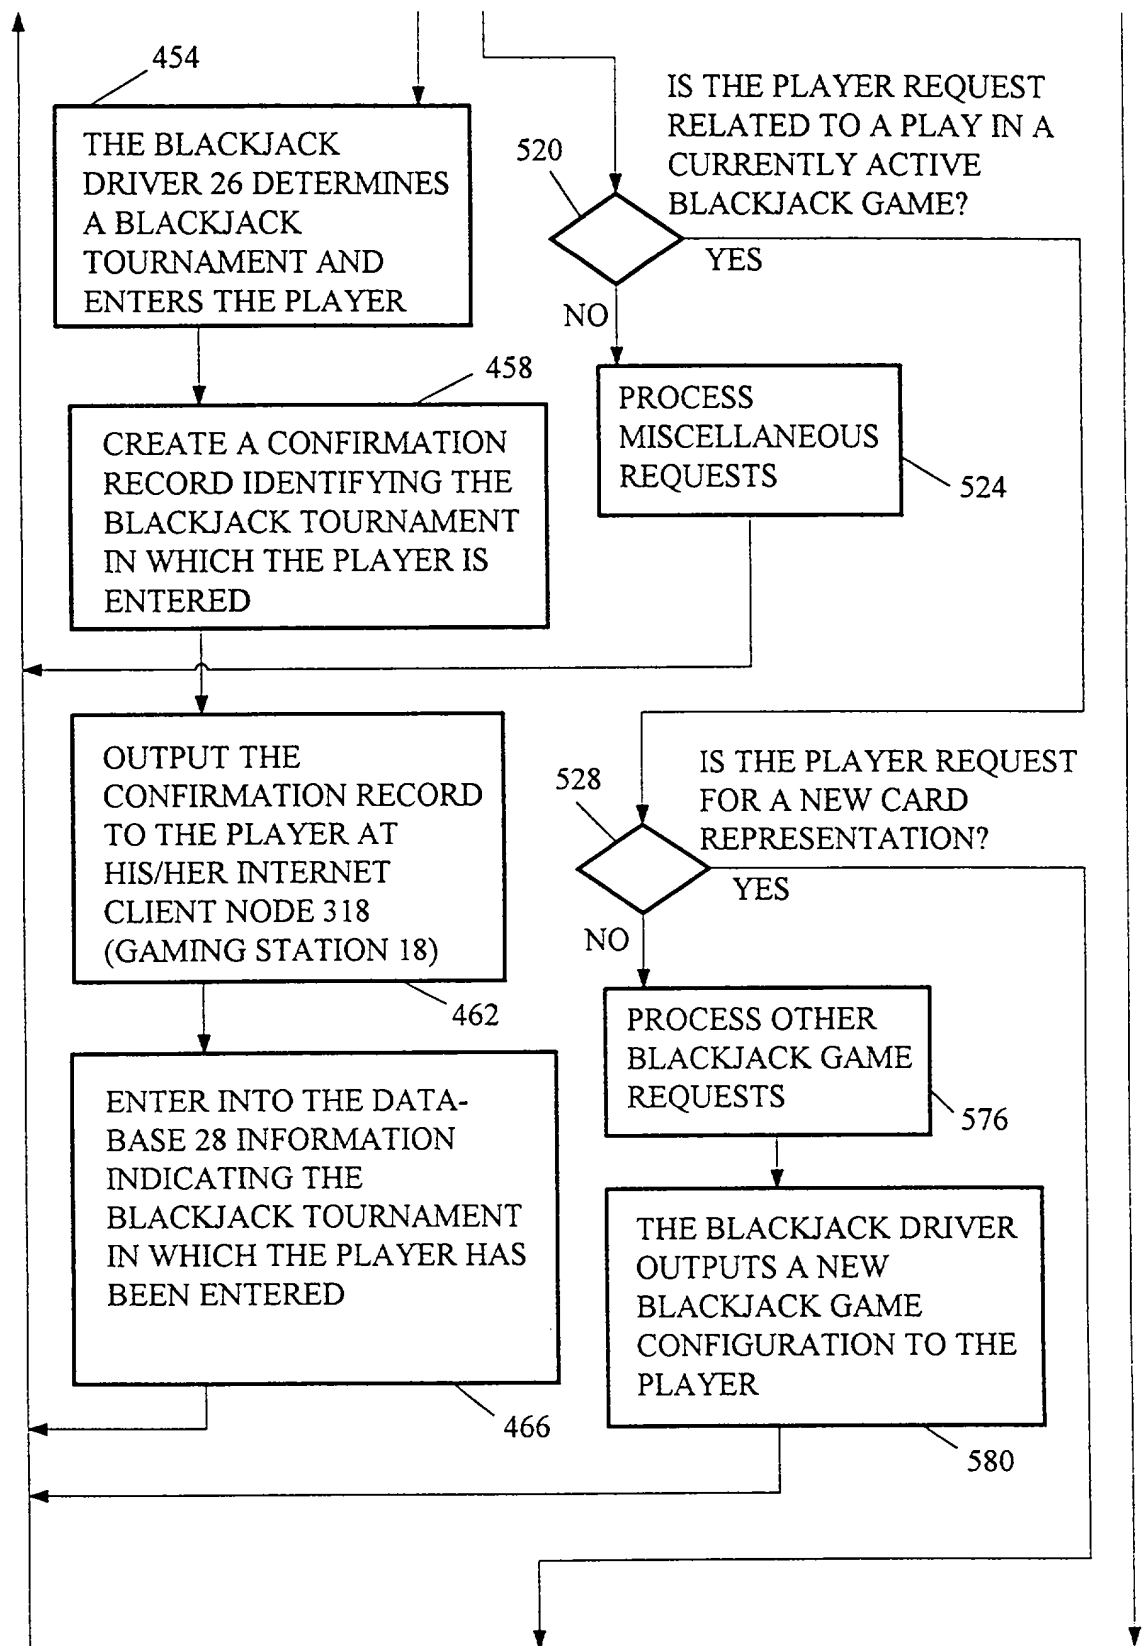 454
THE BLACKJACK
DRIVER 26 DETERMINES
A BLACKJACK
TOURNAMENT AND
ENTERS THE PLAYER
458
CREATE A CONFIRMATION
RECORD IDENTIFYING THE
BLACKJACK TOURNAMENT
IN WHICH THE PLAYER IS
ENTERED
OUTPUT THE
CONFIRMATION RECORD
TO THE PLAYER AT
HIS/HER INTERNET
CLIENT NODE 318
(GAMING STATION 18)
462
ENTER INTO THE DATA-
BASE 28 INFORMATION
INDICATING THE
BLACKJACK TOURNAMENT
IN WHICH THE PLAYER HAS
BEEN ENTERED
466
IS THE PLAYER REQUEST
RELATED TO A PLAY IN A
CURRENTLY ACTIVE
BLACKJACK GAME?
520
YES
NO
PROCESS
MISCELLANEOUS
REQUESTS
524
IS THE PLAYER REQUEST
FOR A NEW CARD
REPRESENTATION?
528
YES
NO
PROCESS OTHER
BLACKJACK GAME
REQUESTS
576
THE BLACKJACK DRIVER
OUTPUTS A NEW
BLACKJACK GAME
CONFIGURATION TO THE
PLAYER
580